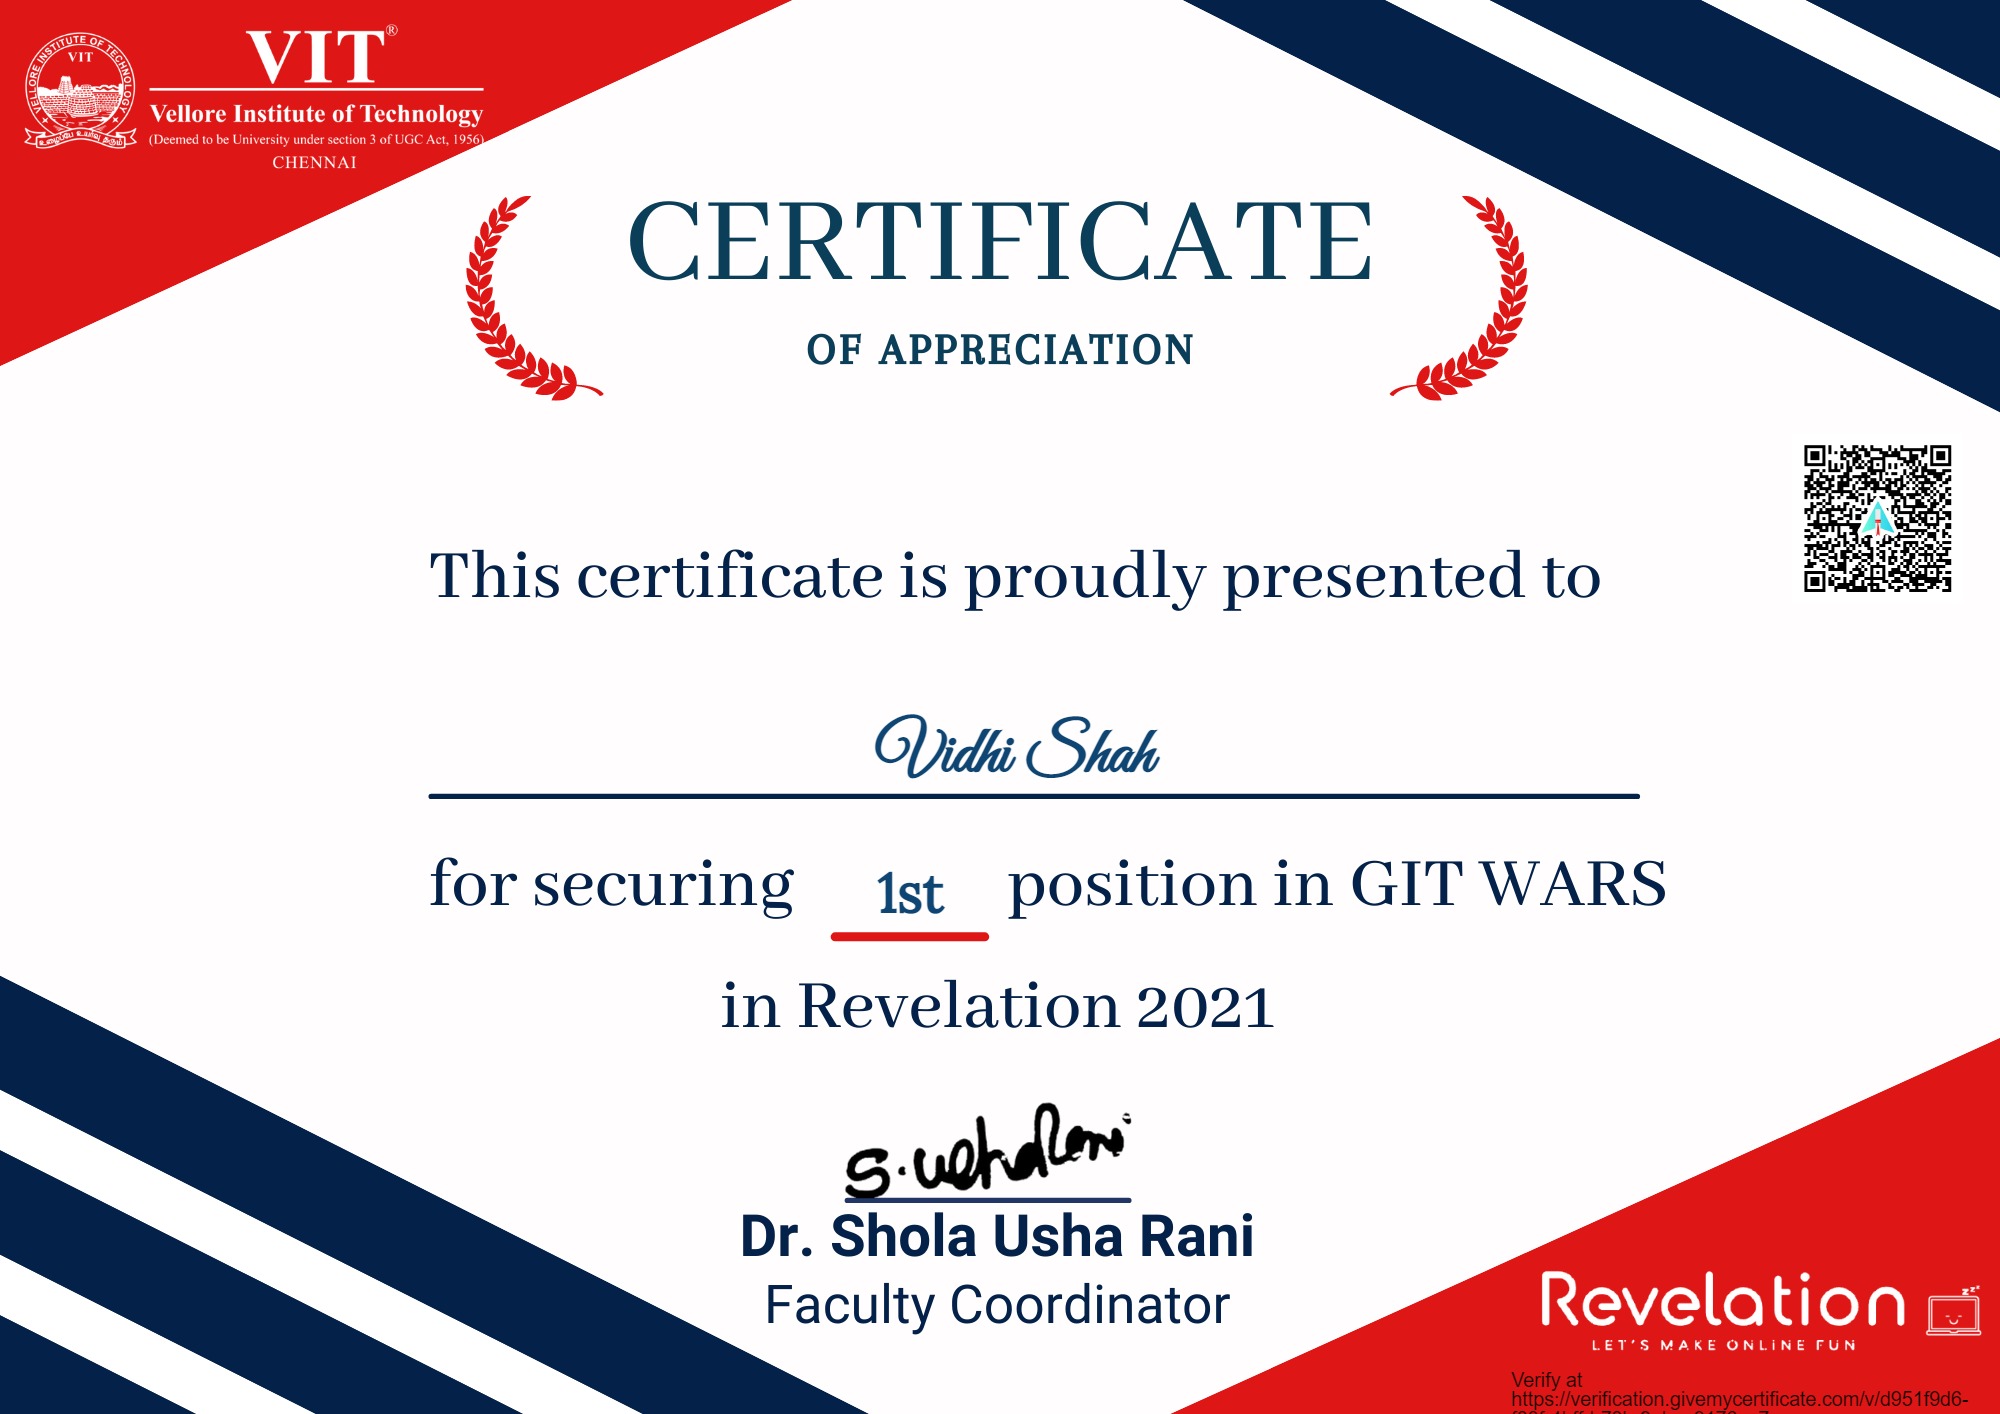 VELLORE INSTITUTE OF TECHNOLOGY
VIT
VIT®
Vellore Institute of Technology
(Deemed to be University under section 3 of UGC Act, 1956)
CHENNAI
CERTIFICATE
OF APPRECIATION
This certificate is proudly presented to
Vidhi Shah
for securing 1st position in GIT WARS
in Revelation 2021
S. Usha Rani
Dr. Shola Usha Rani
Faculty Coordinator
Revelation
zzz
LET'S MAKE ONLINE FUN
Verify at
https://verification.givemycertificate.com/v/d951f9d6-